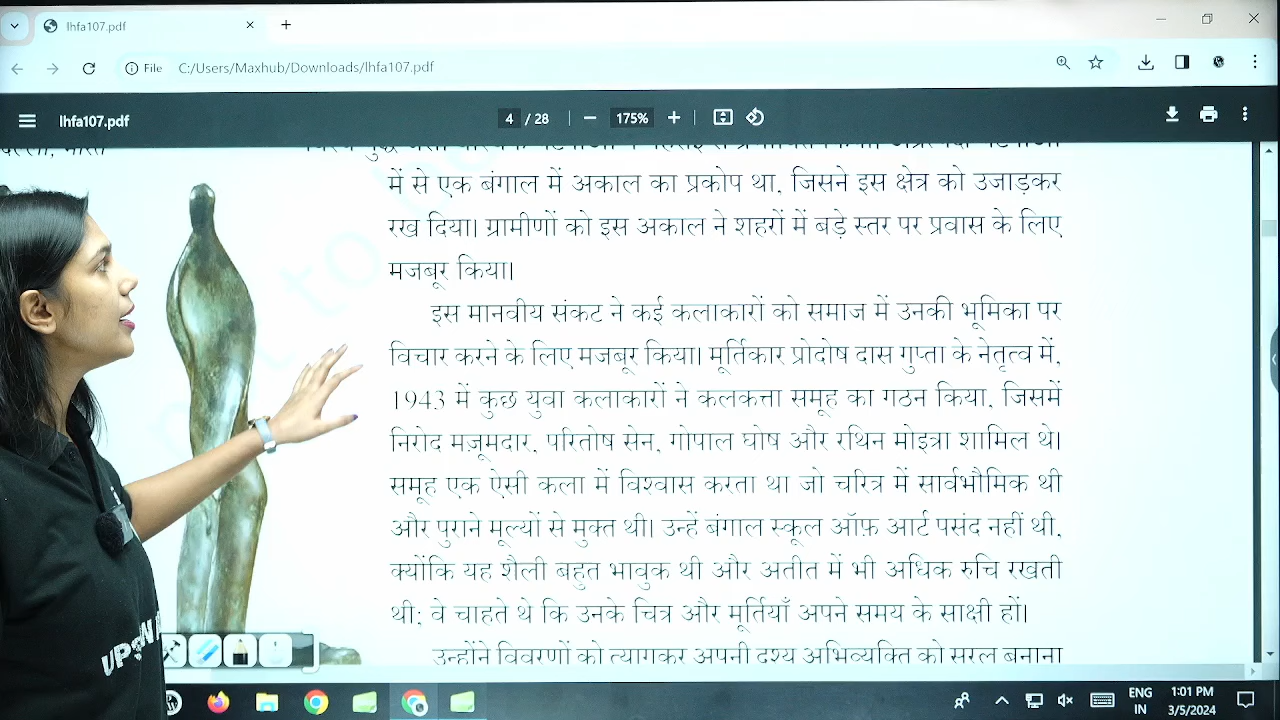 lhfa107.pdf
File C:/Users/Maxhub/Downloads/lhfa107.pdf
lhfa107.pdf
4 / 28
175%
में से एक बंगाल में अकाल का प्रकोप था, जिसने इस क्षेत्र को उजाड़कर
रख दिया। ग्रामीणों को इस अकाल ने शहरों में बड़े स्तर पर प्रवास के लिए
मजबूर किया।
इस मानवीय संकट ने कई कलाकारों को समाज में उनकी भूमिका पर
विचार करने के लिए मजबूर किया। मूर्तिकार प्रोदोष दास गुप्ता के नेतृत्व में,
1943 में कुछ युवा कलाकारों ने कलकत्ता समूह का गठन किया, जिसमें
निरोद मज़ूमदार, परितोष सेन, गोपाल घोष और रथिन मोइत्रा शामिल थे।
समूह एक ऐसी कला में विश्वास करता था जो चरित्र में सार्वभौमिक थी
और पुराने मूल्यों से मुक्त थी। उन्हें बंगाल स्कूल ऑफ़ आर्ट पसंद नहीं थी,
क्योंकि यह शैली बहुत भावुक थी और अतीत में भी अधिक रुचि रखती
थी; वे चाहते थे कि उनके चित्र और मूर्तियाँ अपने समय के साक्षी हों।
उन्होंने विवरणों को त्यागकर अपनी दृश्य अभिव्यक्ति को सरल बनाना
ENG
IN
1:01 PM
3/5/2024